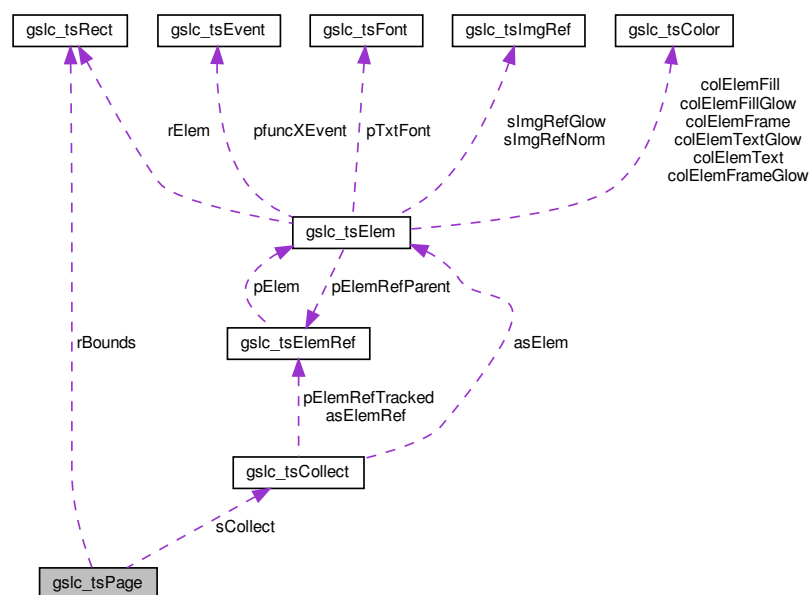 gslc_tsRect
gslc_tsEvent
gslc_tsFont
gslc_tsImgRef
gslc_tsColor
rElem
pfuncXEvent
pTxtFont
sImgRefGlow
sImgRefNorm
colElemFill
colElemFillGlow
colElemFrame
colElemTextGlow
colElemText
colElemFrameGlow
gslc_tsElem
pElem
pElemRefParent
rBounds
gslc_tsElemRef
asElem
pElemRefTracked
asElemRef
gslc_tsCollect
sCollect
gslc_tsPage